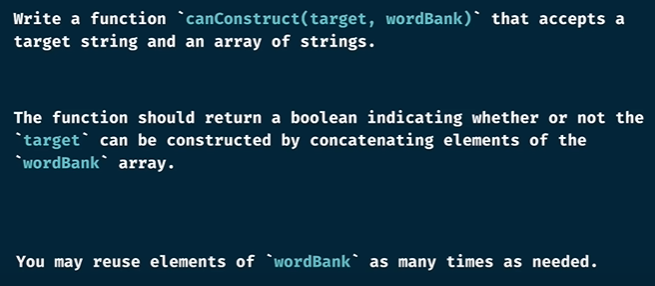 Write a function `canConstruct(target, wordBank)` that accepts a
target string and an array of strings.
The function should return a boolean indicating whether or not the
`target` can be constructed by concatenating elements of the
`wordBank` array.
You may reuse elements of `wordBank` as many times as needed.